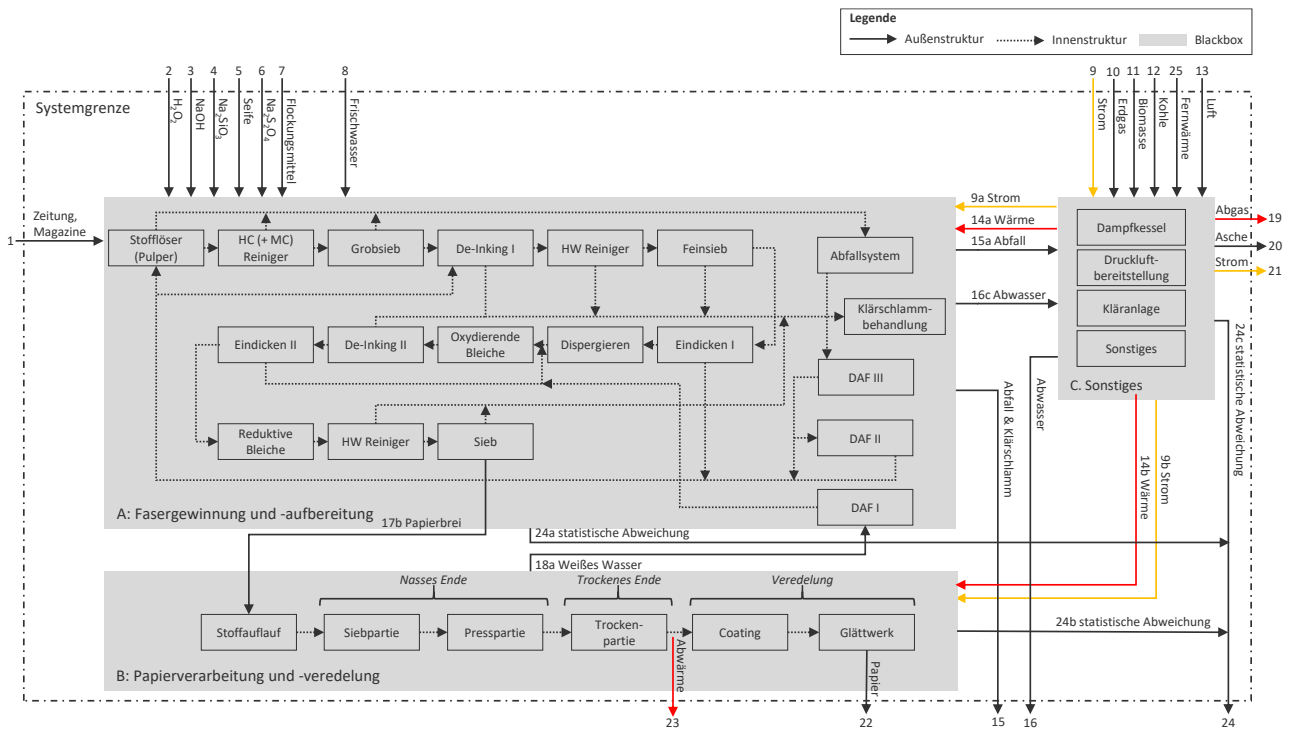 Legende
Außenstruktur
Innenstruktur
Blackbox
2
3
4
5
6
7
8
9
10
11
12
25
13
Systemgrenze
H₂O₂
NaOH
Na₂SiO₃
Seife
Na₂S₂O₄
Flockungsmittel
Frischwasser
Strom
Erdgas
Biomasse
Kohle
Fernwärme
Luft
1
Zeitung,
Magazine
Stofflöser
(Pulper)
HC (+ MC)
Reiniger
Grobsieb
De-Inking I
HW Reiniger
Feinsieb
Abfallsystem
9a Strom
14a Wärme
15a Abfall
16c Abwasser
Dampfkessel
Druckluft-
bereitstellung
Kläranlage
Sonstiges
C. Sonstiges
Abgas
19
Asche
20
Strom
21
Klärschlamm-
behandlung
Eindicken II
De-Inking II
Oxydierende
Bleiche
Dispergieren
Eindicken I
DAF III
Reduktive
Bleiche
HW Reiniger
Sieb
DAF II
DAF I
A: Fasergewinnung und -aufbereitung
17b Papierbrei
24a statistische Abweichung
18a Weißes Wasser
Abfall & Klärschlamm
Abwasser
14b Wärme
9b Strom
24c statistische Abweichung
Nasses Ende
Trockenes Ende
Veredelung
Stoffauflauf
Siebpartie
Presspartie
Trocken-
partie
Coating
Glättwerk
24b statistische Abweichung
B: Papierverarbeitung und -veredelung
Abwärme
Papier
23
22
15
16
24